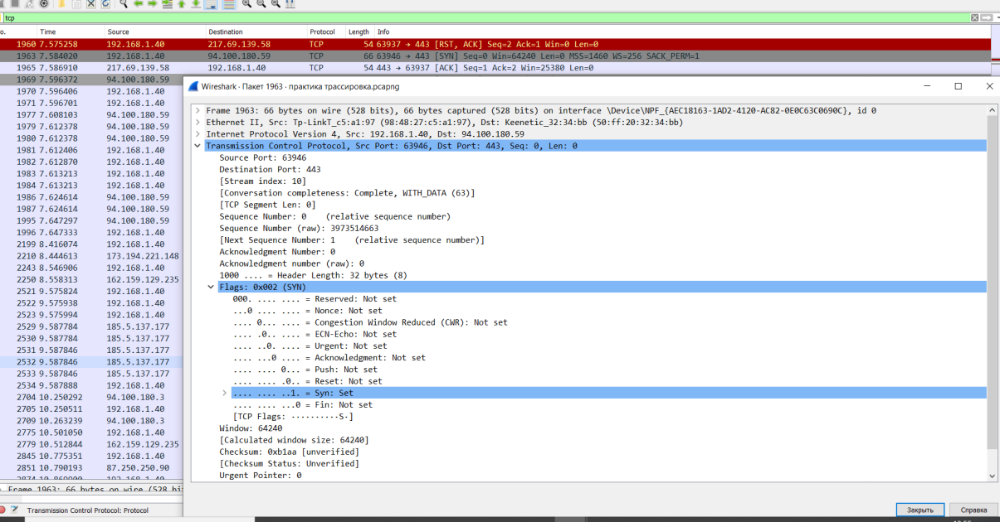 tcp
o. Time Source Destination Protocol Length Info
1960 7.575258 192.168.1.40 217.69.139.58 TCP 54 63937 → 443 [RST, ACK] Seq=2 Ack=1 Win=0 Len=0
1963 7.584020 192.168.1.40 94.100.180.59 TCP 66 63946 → 443 [SYN] Seq=0 Win=64240 Len=0 MSS=1460 WS=256 SACK_PERM=1
1965 7.586910 217.69.139.58 192.168.1.40 TCP 54 443 → 63937 [ACK] Seq=1 Ack=2 Win=25380 Len=0
1969 7.596372 94.100.180.59
1970 7.596406 192.168.1.40
1971 7.596701 192.168.1.40
1977 7.608103 94.100.180.59
1979 7.612378 94.100.180.59
1980 7.612378 94.100.180.59
1981 7.612406 192.168.1.40
1982 7.612870 192.168.1.40
1983 7.613213 192.168.1.40
1984 7.613213 192.168.1.40
1986 7.624614 94.100.180.59
1987 7.624614 94.100.180.59
1995 7.647297 94.100.180.59
1996 7.647333 192.168.1.40
2199 8.416074 192.168.1.40
2210 8.444613 173.194.221.148
2243 8.546906 192.168.1.40
2250 8.558313 162.159.129.235
2521 9.575824 192.168.1.40
2522 9.575938 192.168.1.40
2523 9.575994 192.168.1.40
2529 9.587784 185.5.137.177
2530 9.587784 185.5.137.177
2531 9.587846 185.5.137.177
2532 9.587846 185.5.137.177
2533 9.587846 185.5.137.177
2534 9.587888 192.168.1.40
2704 10.250292 94.100.180.3
2705 10.250511 192.168.1.40
2709 10.263239 94.100.180.3
2775 10.501050 192.168.1.40
2779 10.512844 162.159.129.235
2845 10.775351 192.168.1.40
2851 10.790193 87.250.250.90
Frame 1963: 66 bytes on wire (528 bi
Transmission Control Protocol: Protocol
Wireshark · Пакет 1963 · практика трассировка.pcapng
Frame 1963: 66 bytes on wire (528 bits), 66 bytes captured (528 bits) on interface \Device\NPF_{AEC18163-1AD2-4120-AC82-0E0C63C0690C}, id 0
Ethernet II, Src: Tp-LinkT_c5:a1:97 (98:48:27:c5:a1:97), Dst: Keenetic_32:34:bb (50:ff:20:32:34:bb)
Internet Protocol Version 4, Src: 192.168.1.40, Dst: 94.100.180.59
Transmission Control Protocol, Src Port: 63946, Dst Port: 443, Seq: 0, Len: 0
Source Port: 63946
Destination Port: 443
[Stream index: 10]
[Conversation completeness: Complete, WITH_DATA (63)]
[TCP Segment Len: 0]
Sequence Number: 0 (relative sequence number)
Sequence Number (raw): 3973514663
[Next Sequence Number: 1 (relative sequence number)]
Acknowledgment Number: 0
Acknowledgment number (raw): 0
1000 .... = Header Length: 32 bytes (8)
Flags: 0x002 (SYN)
000. .... .... = Reserved: Not set
...0 .... .... = Nonce: Not set
.... 0... .... = Congestion Window Reduced (CWR): Not set
.... .0.. .... = ECN-Echo: Not set
.... ..0. .... = Urgent: Not set
.... ...0 .... = Acknowledgment: Not set
.... .... 0... = Push: Not set
.... .... .0.. = Reset: Not set
.... .... ..1. = Syn: Set
.... .... ...0 = Fin: Not set
[TCP Flags: ··········S·]
Window: 64240
[Calculated window size: 64240]
Checksum: 0xb1aa [unverified]
[Checksum Status: Unverified]
Urgent Pointer: 0
Закрыть Справка